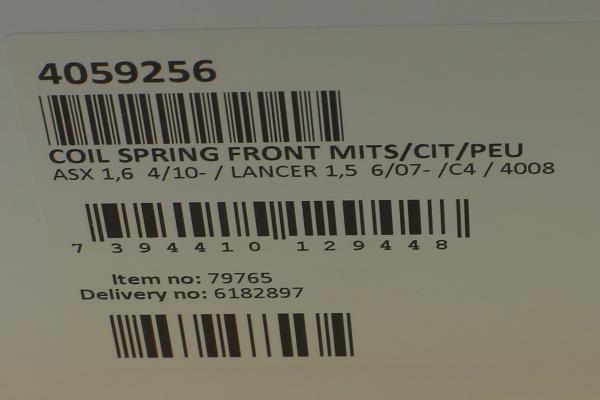 4059256
COIL SPRING FRONT MITS/CIT/PEU
ASX 1,6 4/10- / LANCER 1,5 6/07- /C4 / 4008
7 394410 129448
Item no: 79765
Delivery no: 6182897